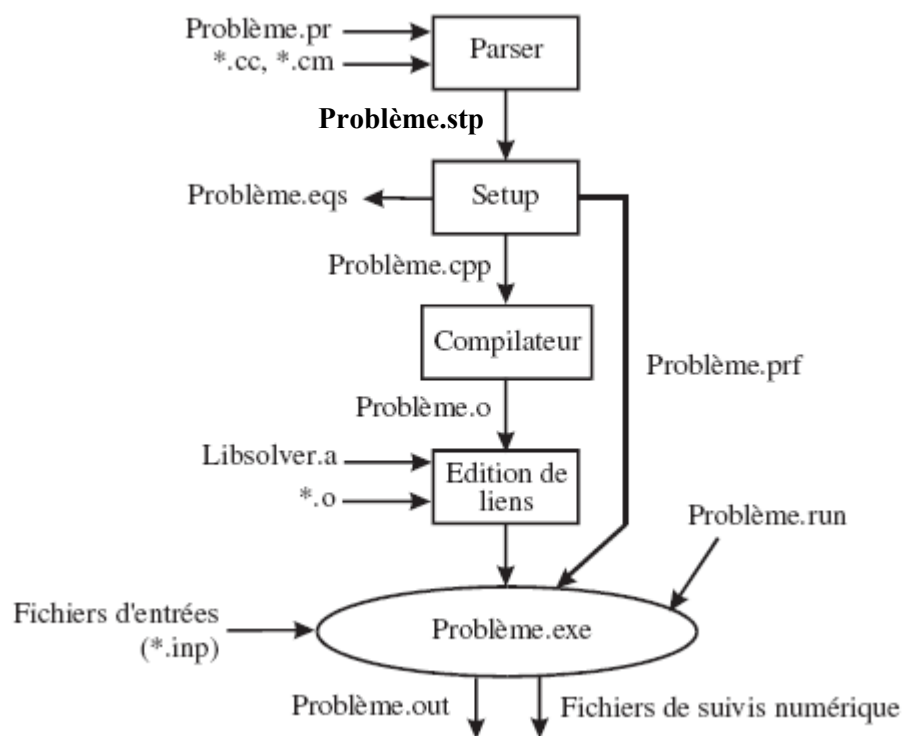 Problème.pr
*.cc, *.cm
Parser
Problème.stp
Problème.eqs
Setup
Problème.cpp
Compilateur
Problème.prf
Problème.o
Libsolver.a
*.o
Edition de
liens
Problème.run
Fichiers d'entrées
(*.inp)
Problème.exe
Problème.out
Fichiers de suivis numérique